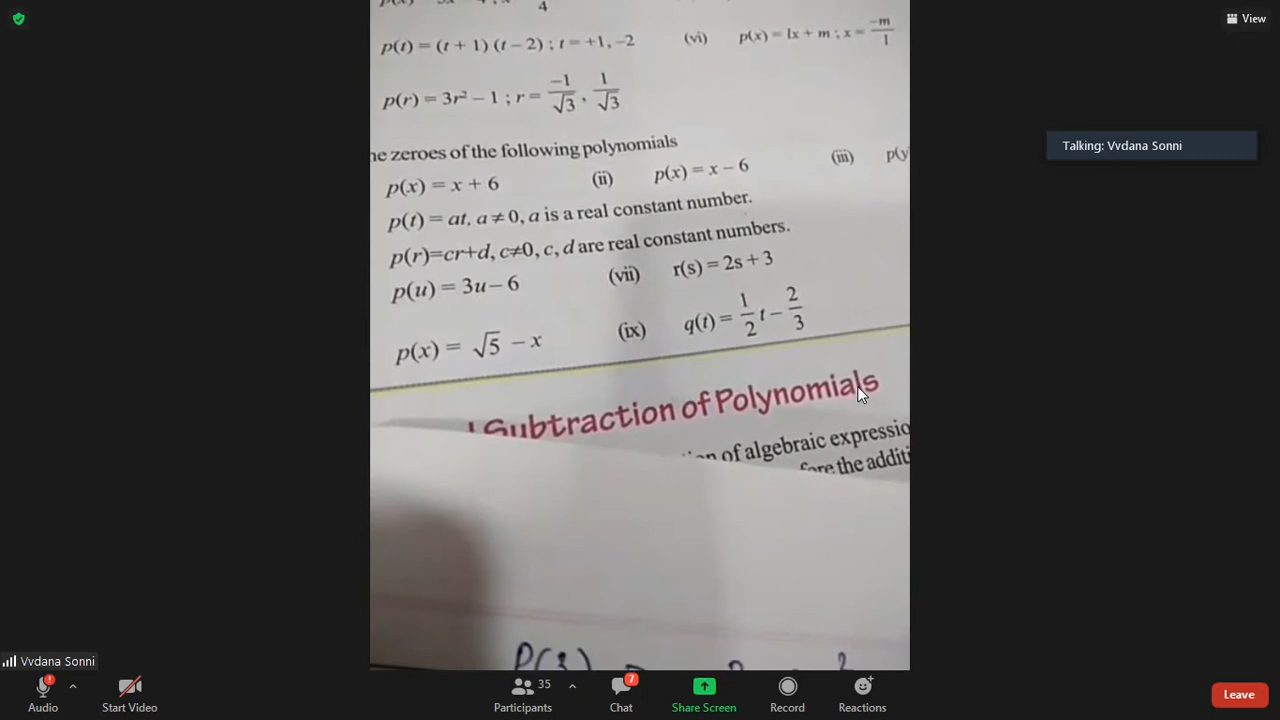 View
4
p(t) = (t + 1) (t − 2) ; t = +1, −2 (vi) p(x) = lx + m ; x = −m/l
p(r) = 3r² − 1 ; r = −1/√3 , 1/√3
Talking: Vvdana Sonni
zeroes of the following polynomials
p(x) = x + 6 (ii) p(x) = x − 6 (iii) p(y
p(t) = at, a ≠ 0, a is a real constant number.
p(r)=cr+d, c≠0, c, d are real constant numbers.
p(u) = 3u − 6 (vii) r(s) = 2s + 3
p(x) = √5 − x (ix) q(t) = 1/2 t − 2/3
Subtraction of Polynomials
of algebraic expressio
the additi
Vvdana Sonni
Audio Start Video Participants 35 Chat 7 Share Screen Record Reactions Leave